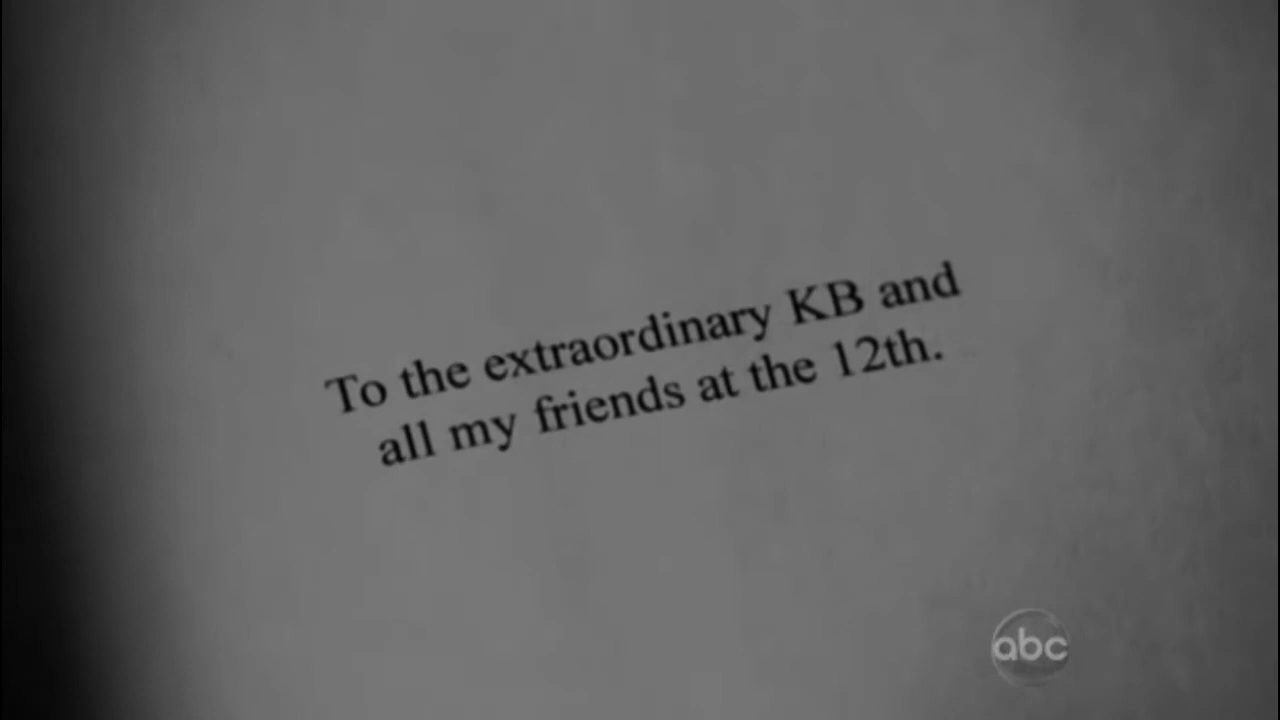 To the extraordinary KB and
all my friends at the 12th.
abc